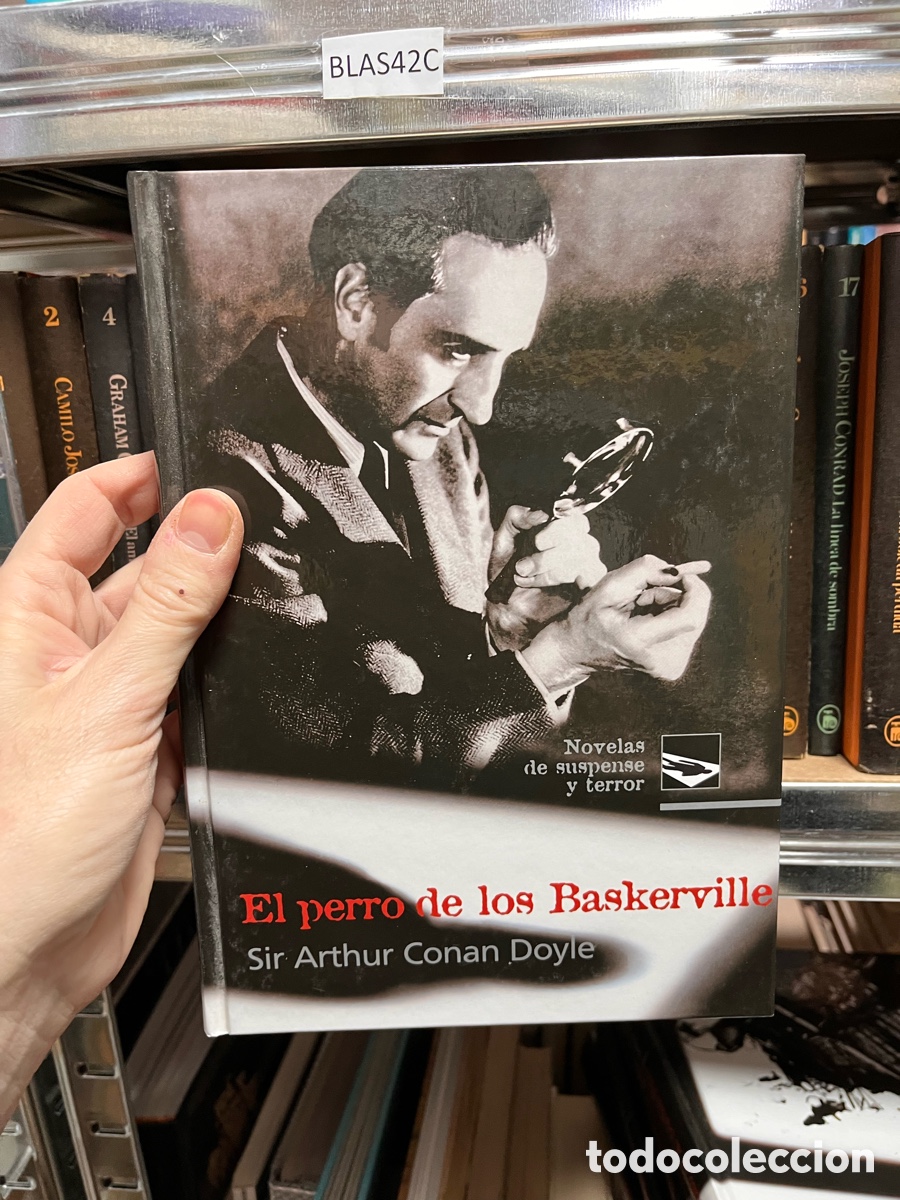 BLAS42C
2
CAMILO JOS
4
GRAHAM
17
JOSEPH CONRAD La línea de sombra
Novelas
de suspense
y terror
El perro de los Baskerville
Sir Arthur Conan Doyle
todocoleccion